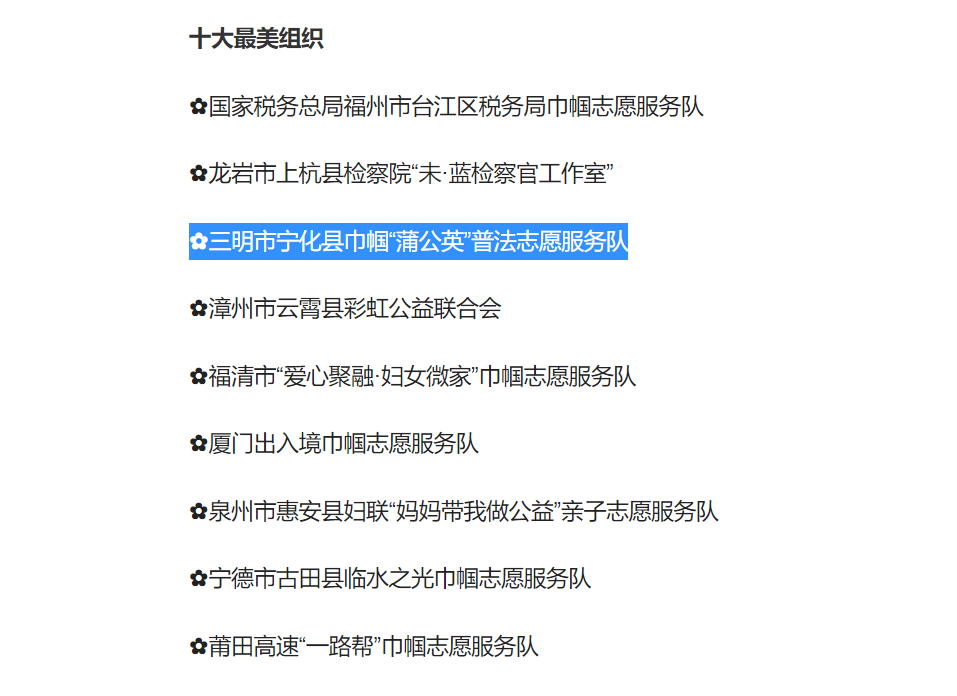 十大最美组织
✿国家税务总局福州市台江区税务局巾帼志愿服务队
✿龙岩市上杭县检察院“未·蓝检察官工作室”
✿三明市宁化县巾帼“蒲公英”普法志愿服务队
✿漳州市云霄县彩虹公益联合会
✿福清市“爱心聚融·妇女微家”巾帼志愿服务队
✿厦门出入境巾帼志愿服务队
✿泉州市惠安县妇联“妈妈带我做公益”亲子志愿服务队
✿宁德市古田县临水之光巾帼志愿服务队
✿莆田高速“一路帮”巾帼志愿服务队